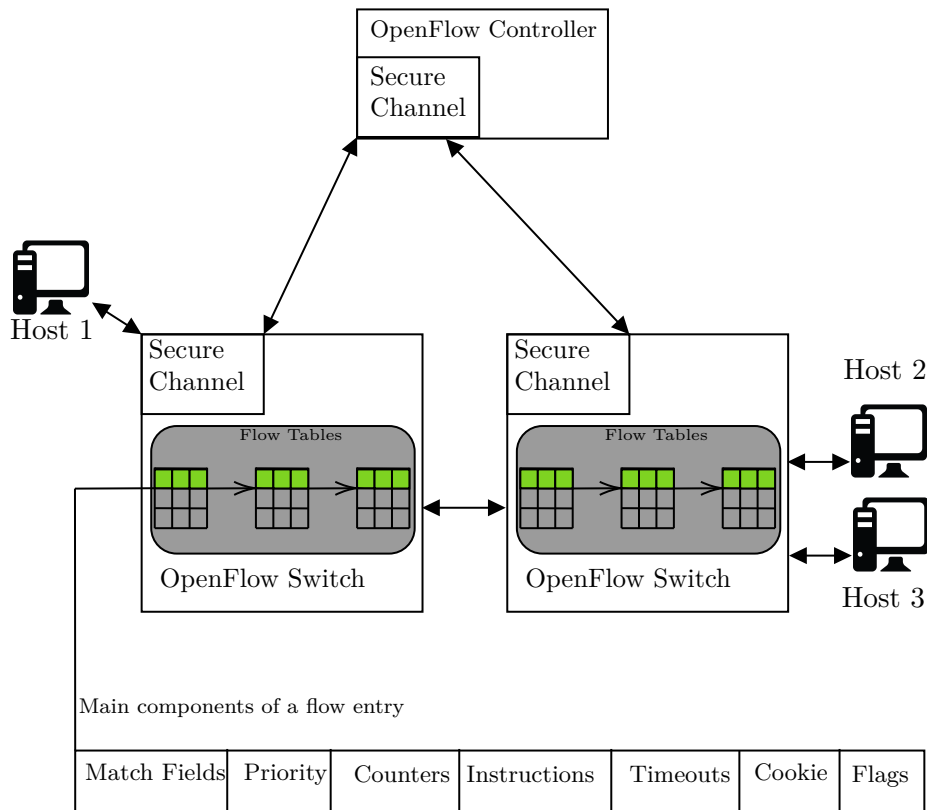 OpenFlow Controller
Secure
Channel
Host 1
Secure
Channel
Flow Tables
OpenFlow Switch
Secure
Channel
Flow Tables
OpenFlow Switch
Host 2
Host 3
Main components of a flow entry
Match Fields Priority Counters Instructions Timeouts Cookie Flags